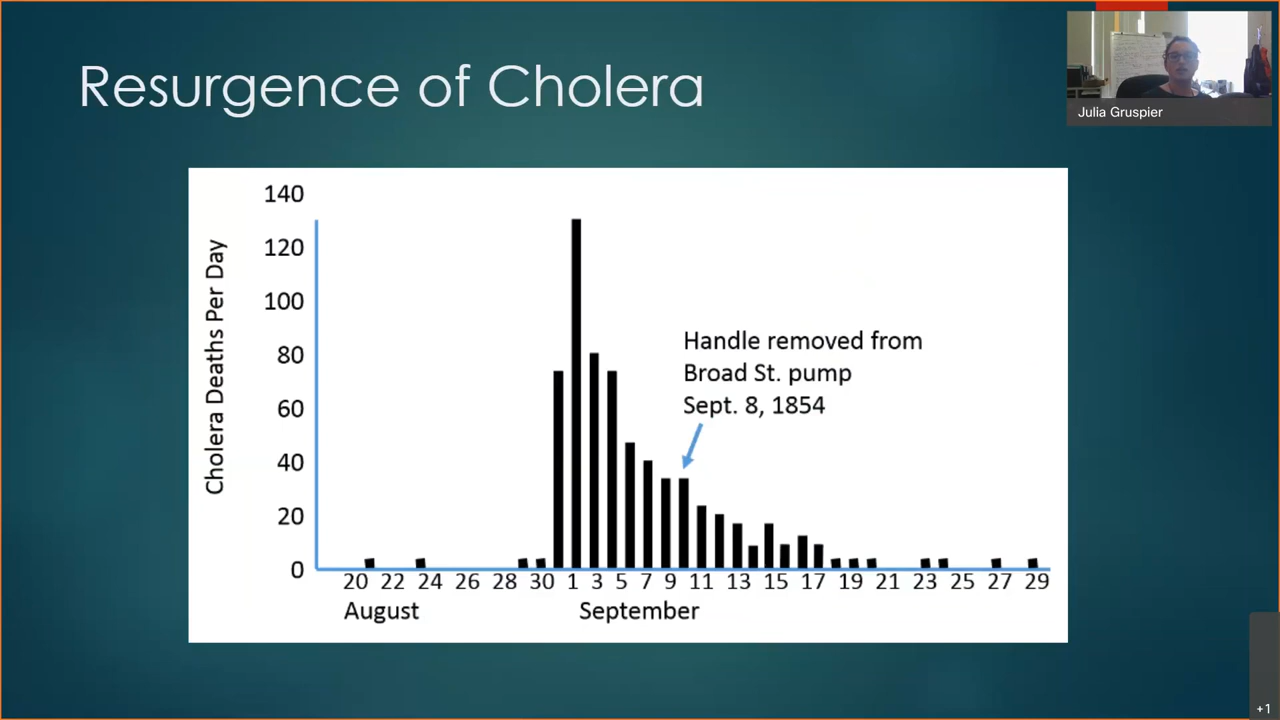 Resurgence of Cholera
Julia Gruspier
Cholera Deaths Per Day
140
120
100
80
60
40
20
0
Handle removed from
Broad St. pump
Sept. 8, 1854
20 22 24 26 28 30 1 3 5 7 9 11 13 15 17 19 21 23 25 27 29
August September
+1